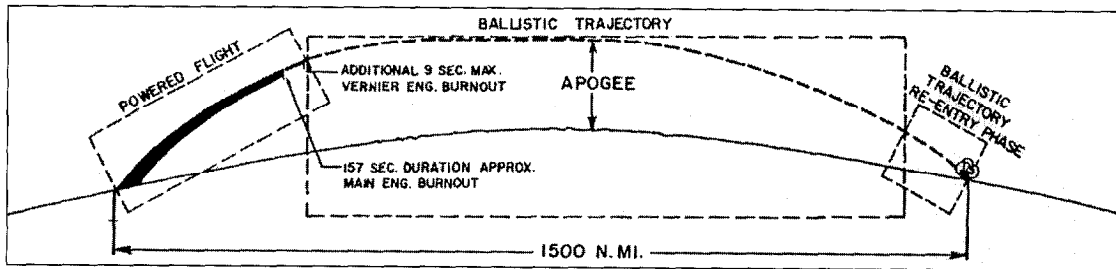 BALLISTIC TRAJECTORY
POWERED FLIGHT
ADDITIONAL 9 SEC. MAX.
VERNIER ENG. BURNOUT
APOGEE
BALLISTIC
TRAJECTORY
RE-ENTRY PHASE
157 SEC. DURATION APPROX.
MAIN ENG. BURNOUT
1500 N. MI.